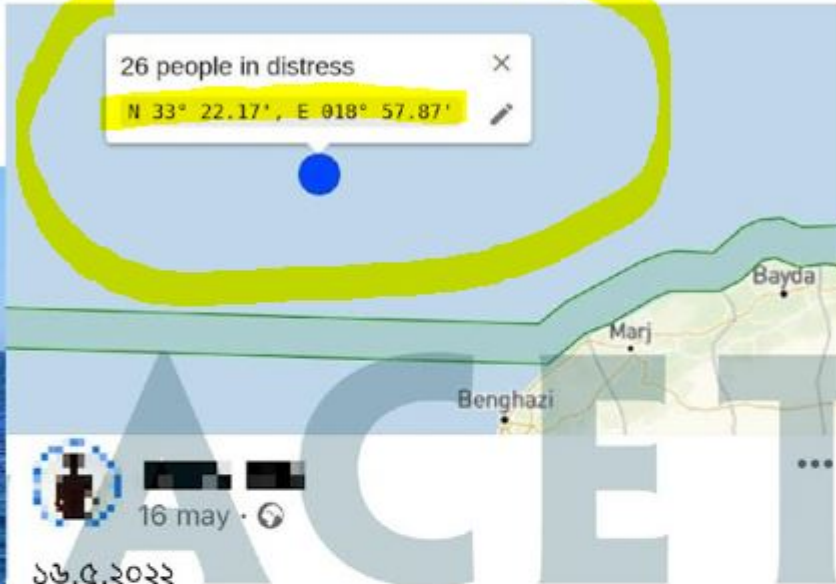 26 people in distress
N 33° 22.17', E 018° 57.87'
Bayda
Marj
Benghazi
ACET
16 may ·
১৬.৫.২০২২